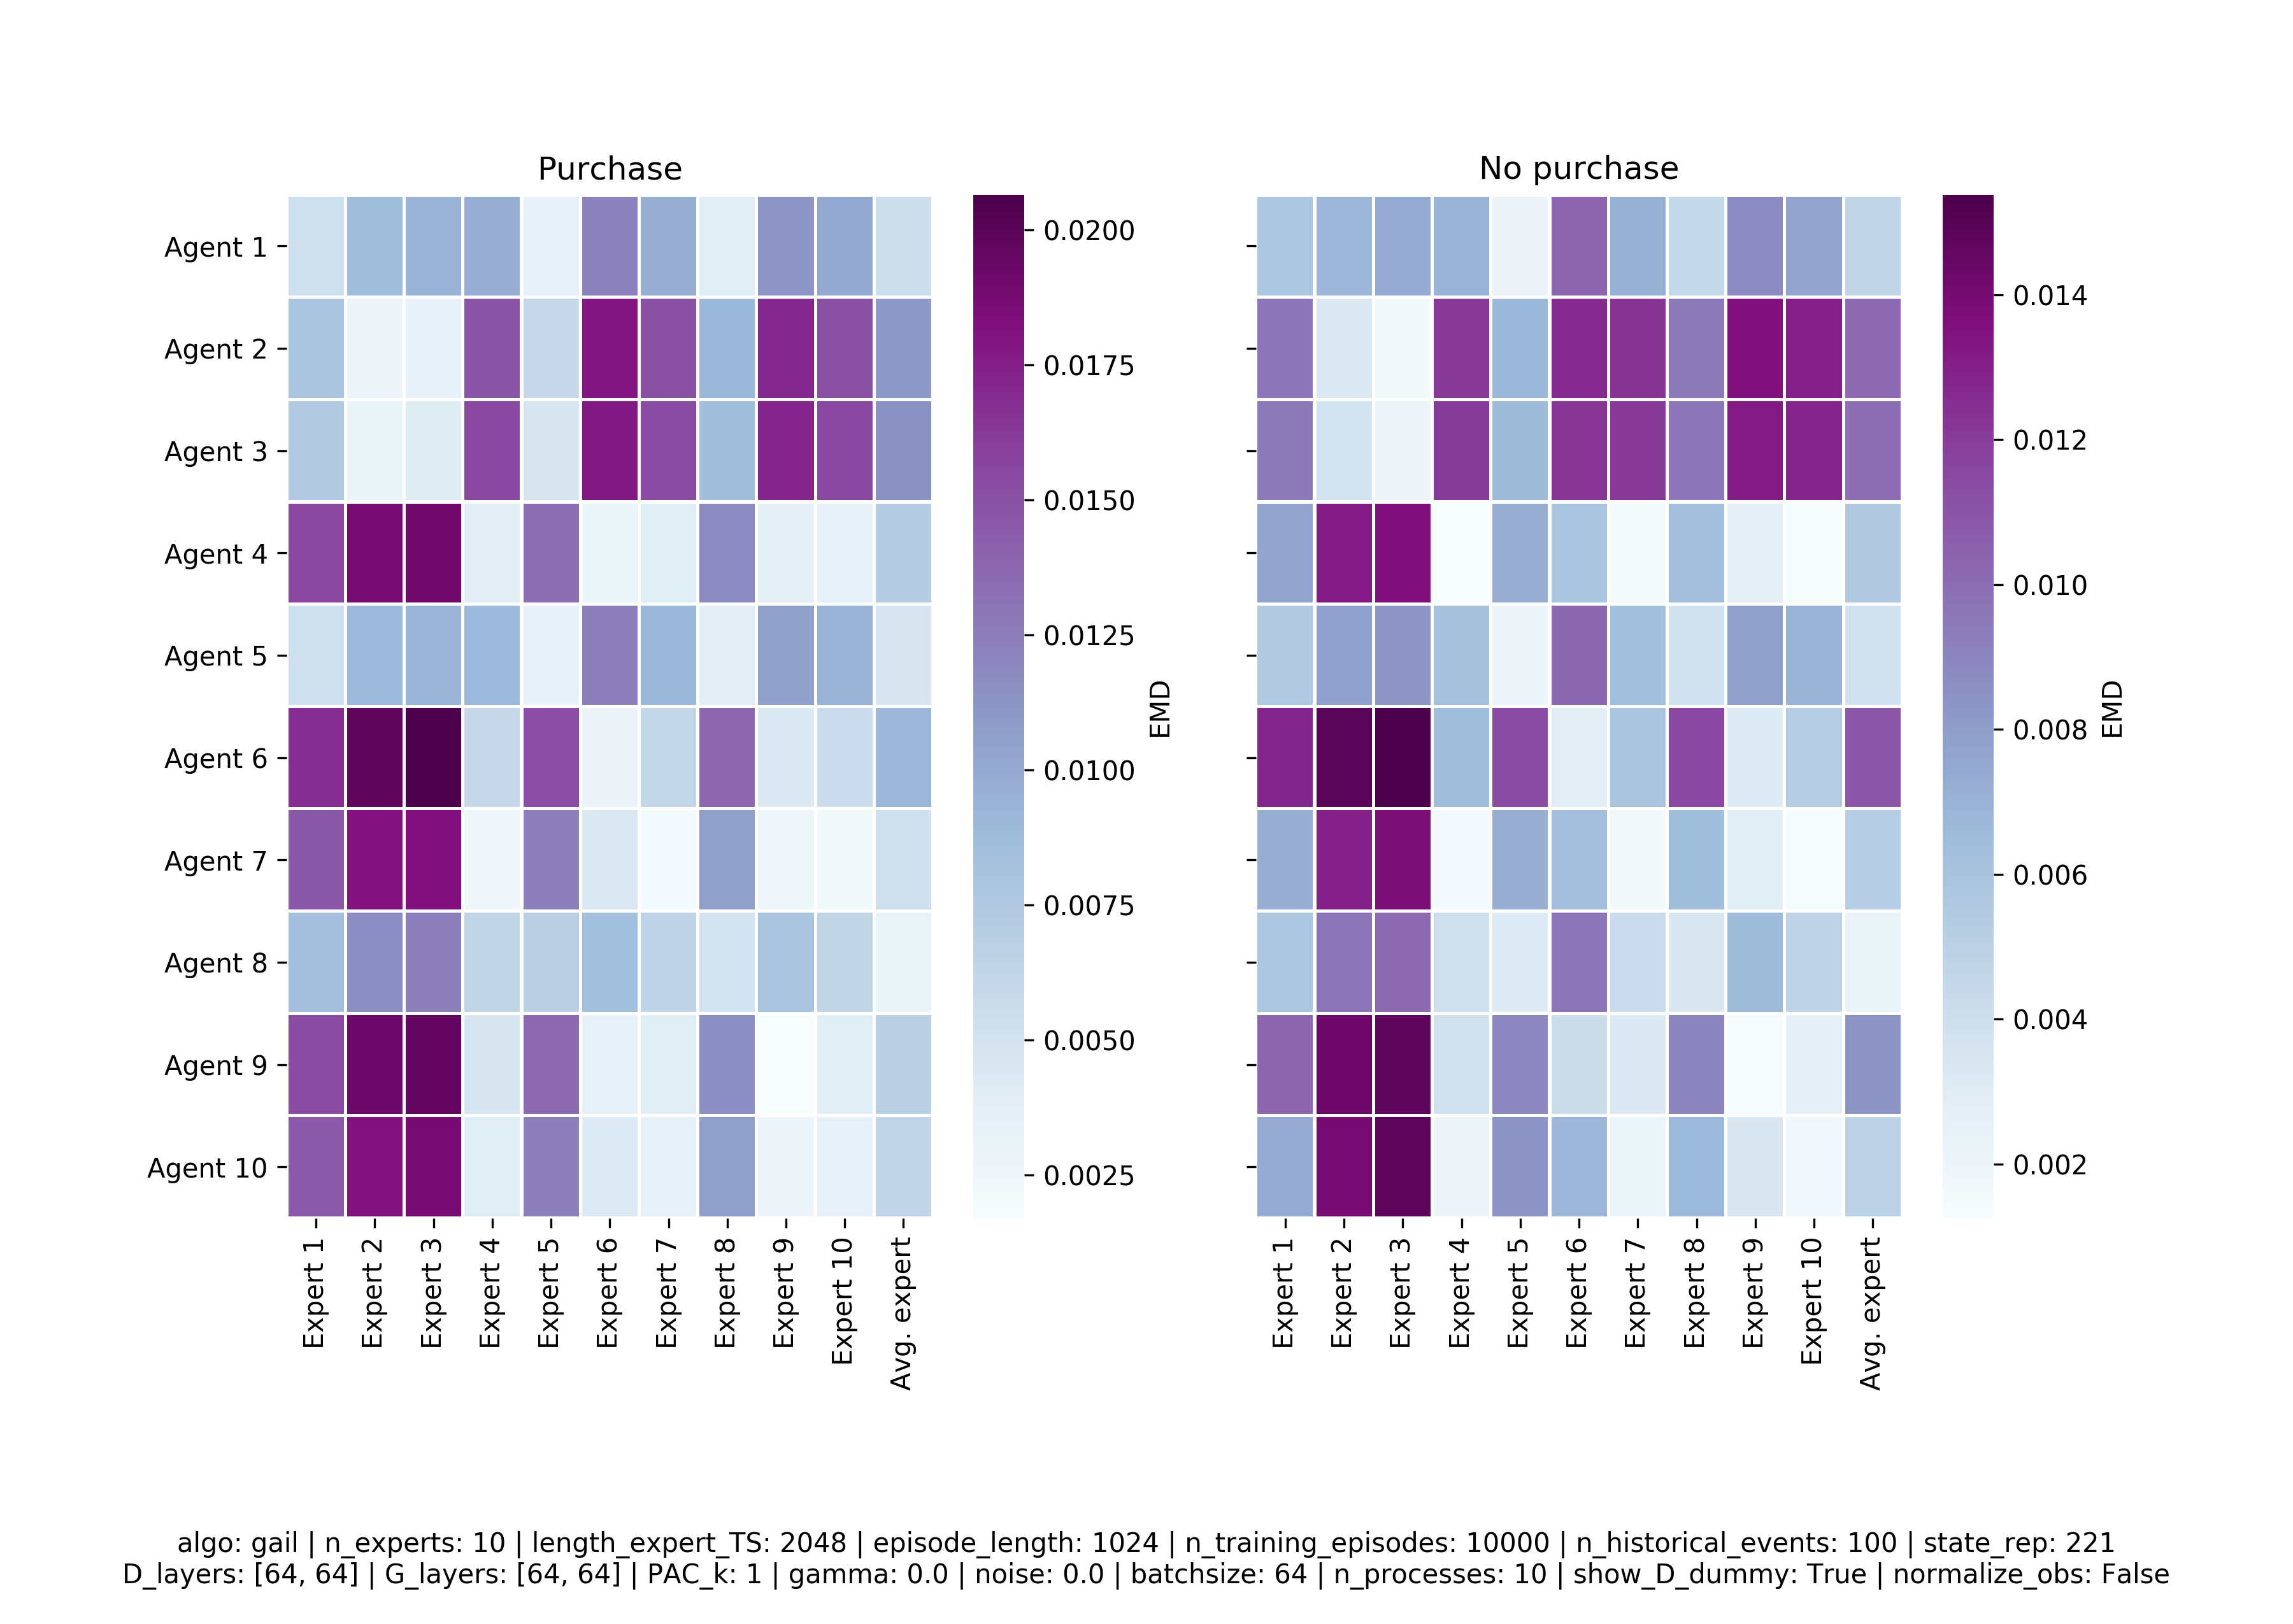 Purchase
No purchase
Agent 1
Agent 2
Agent 3
Agent 4
Agent 5
Agent 6
Agent 7
Agent 8
Agent 9
Agent 10
Expert 1
Expert 2
Expert 3
Expert 4
Expert 5
Expert 6
Expert 7
Expert 8
Expert 9
Expert 10
Avg. expert
0.0200
0.0175
0.0150
0.0125
0.0100
0.0075
0.0050
0.0025
EMD
Expert 1
Expert 2
Expert 3
Expert 4
Expert 5
Expert 6
Expert 7
Expert 8
Expert 9
Expert 10
Avg. expert
0.014
0.012
0.010
0.008
0.006
0.004
0.002
EMD
algo: gail | n_experts: 10 | length_expert_TS: 2048 | episode_length: 1024 | n_training_episodes: 10000 | n_historical_events: 100 | state_rep: 221
D_layers: [64, 64] | G_layers: [64, 64] | PAC_k: 1 | gamma: 0.0 | noise: 0.0 | batchsize: 64 | n_processes: 10 | show_D_dummy: True | normalize_obs: False